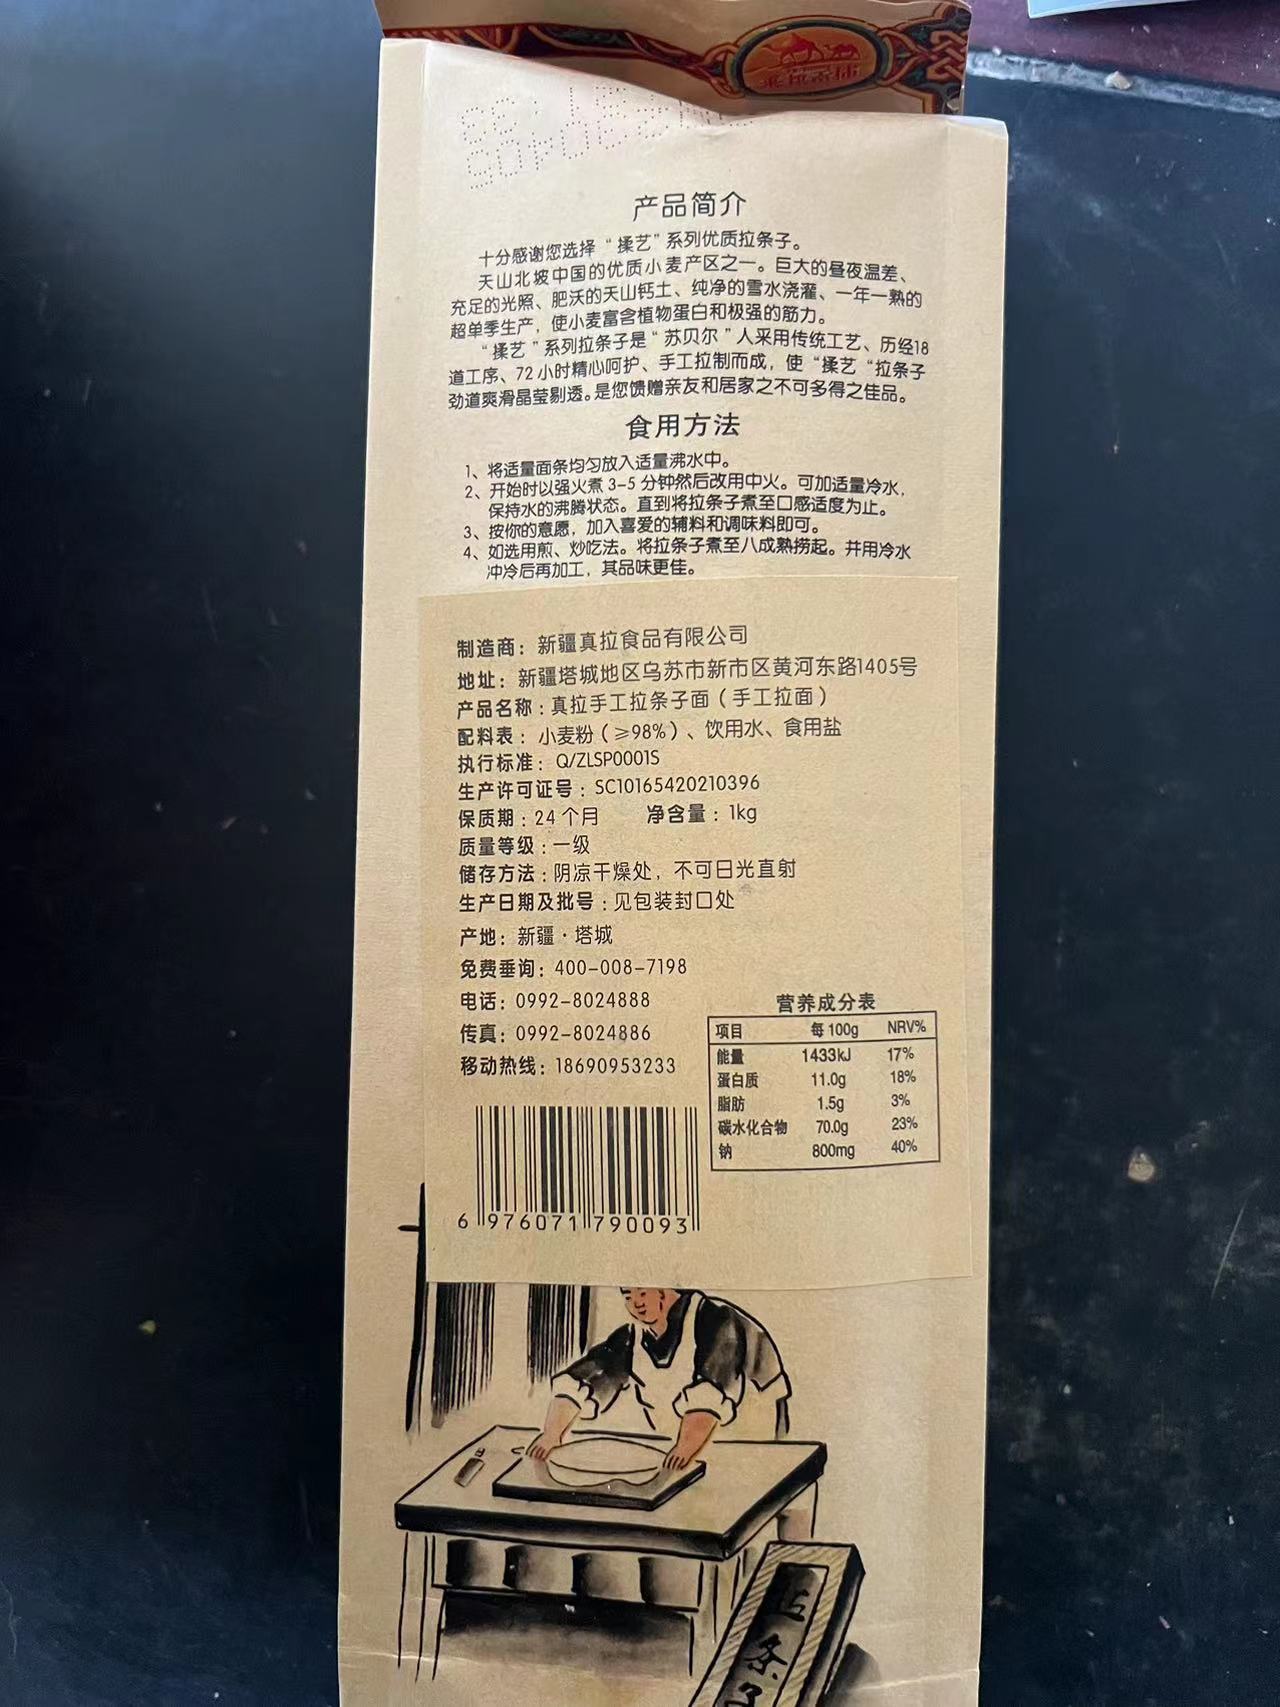 产品简介
十分感谢您选择“揉艺”系列优质拉条子。
天山北坡中国的优质小麦产区之一。巨大的昼夜温差、
充足的光照、肥沃的天山钙土、纯净的雪水浇灌、一年一熟的
超单季生产，使小麦富含植物蛋白和极强的筋力。
“揉艺”系列拉条子是“苏贝尔”人采用传统工艺、历经18
道工序、72小时精心呵护、手工拉制而成，使“揉艺“拉条子
劲道爽滑晶莹剔透。是您馈赠亲友和居家之不可多得之佳品。
食用方法
1、将适量面条均匀放入适量沸水中。
2、开始时以强火煮3-5分钟然后改用中火。可加适量冷水，
保持水的沸腾状态。直到将拉条子煮至口感适度为止。
3、按你的意愿，加入喜爱的辅料和调味料即可。
4、如选用煎、炒吃法。将拉条子煮至八成熟捞起。并用冷水
冲冷后再加工，其品味更佳。
制造商：新疆真拉食品有限公司
地址：新疆塔城地区乌苏市新市区黄河东路1405号
产品名称：真拉手工拉条子面（手工拉面）
配料表：小麦粉（≥98%）、饮用水、食用盐
执行标准：Q/ZLSP0001S
生产许可证号：SC10165420210396
保质期：24个月 净含量：1kg
质量等级：一级
储存方法：阴凉干燥处，不可日光直射
生产日期及批号：见包装封口处
产地：新疆·塔城
免费垂询：400-008-7198
电话：0992-8024888
传真：0992-8024886
移动热线：18690953233
营养成分表
项目 每100g NRV%
能量 1433kJ 17%
蛋白质 11.0g 18%
脂肪 1.5g 3%
碳水化合物 70.0g 23%
钠 800mg 40%
6 976071 790093
条子